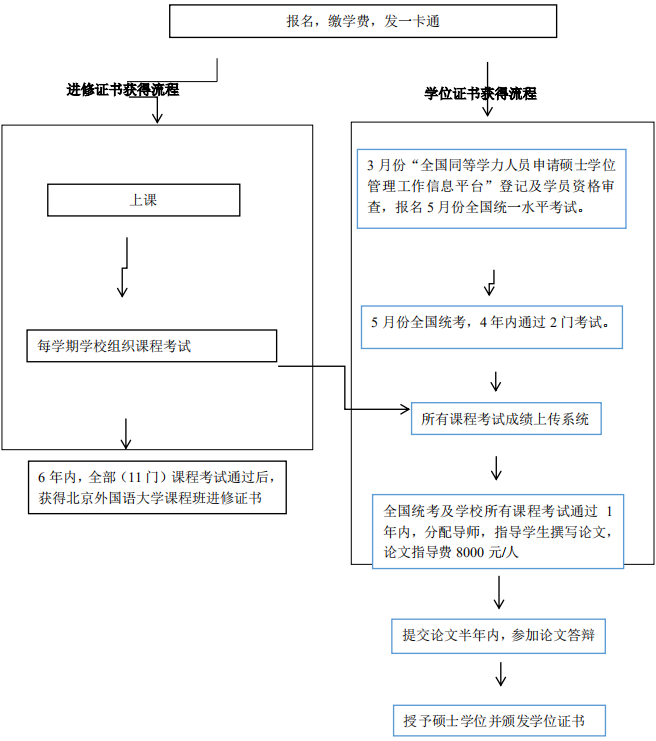 报名，缴学费，发一卡通
进修证书获得流程
学位证书获得流程
上课
每学期学校组织课程考试
6 年内，全部（11 门）课程考试通过后，
获得北京外国语大学课程班进修证书
3 月份“全国同等学力人员申请硕士学位
管理工作信息平台”登记及学员资格审
查，报名 5 月份全国统一水平考试。
5 月份全国统考，4 年内通过 2 门考试。
所有课程考试成绩上传系统
全国统考及学校所有课程考试通过 1
年内，分配导师，指导学生撰写论文，
论文指导费 8000 元/人
提交论文半年内，参加论文答辩
授予硕士学位并颁发学位证书